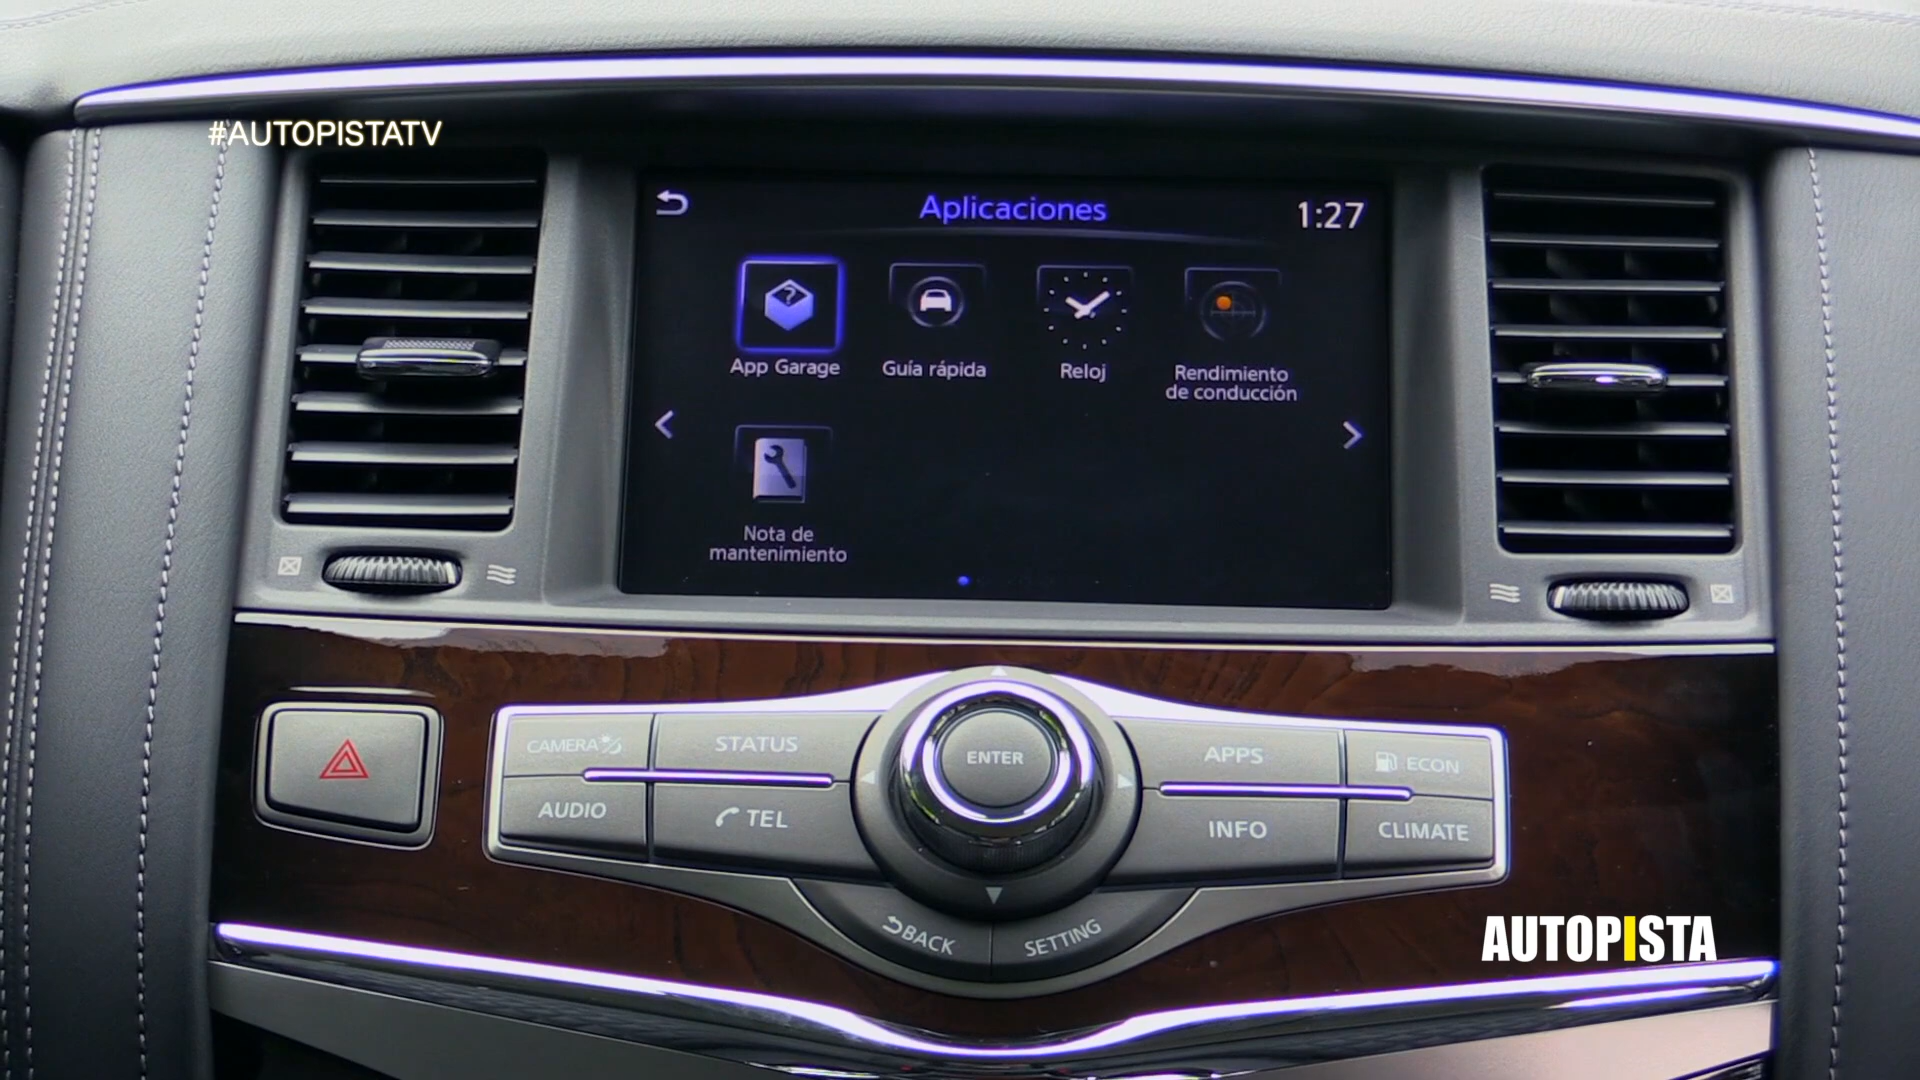 #AUTOPISTATV
Aplicaciones
1:27
App Garage
Guía rápida
Reloj
Rendimiento
de conducción
Nota de
mantenimiento
CAMERA
STATUS
ENTER
APPS
ECON
AUDIO
TEL
INFO
CLIMATE
BACK
SETTING
AUTOPISTA